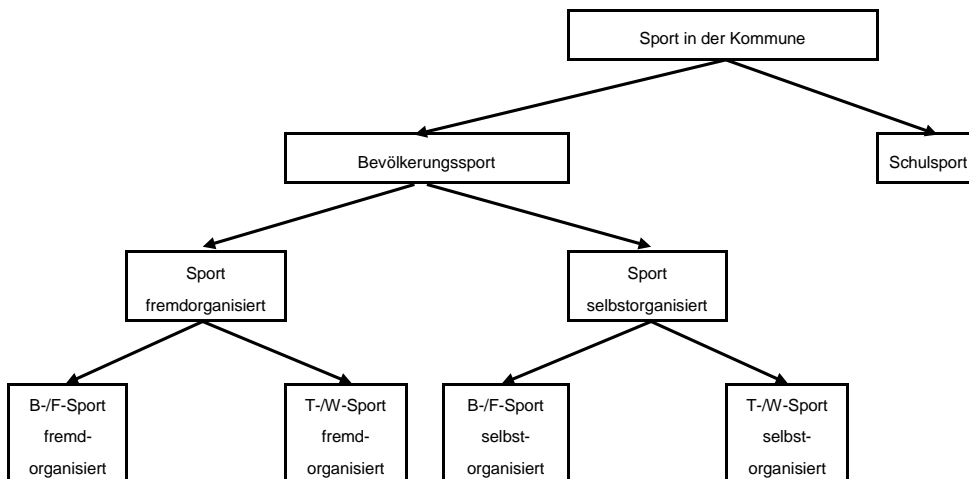 Sport in der Kommune
Bevölkerungssport
Schulsport
Sport
fremdorganisiert
Sport
selbstorganisiert
B-/F-Sport
fremd-
organisiert
T-/W-Sport
fremd-
organisiert
B-/F-Sport
selbst-
organisiert
T-/W-Sport
selbst-
organisiert